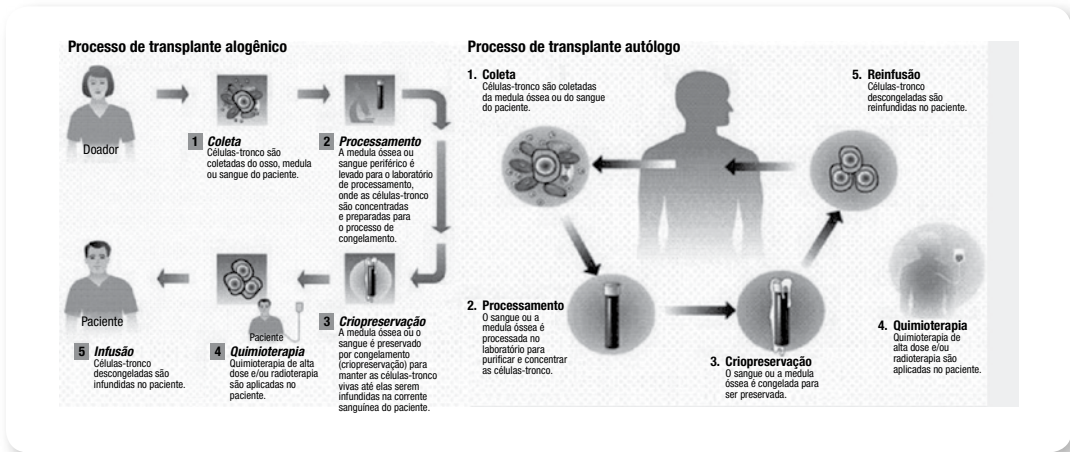 Processo de transplante alogênico
Doador
1 Coleta
Células-tronco são
coletadas do osso, medula
ou sangue do paciente.
2 Processamento
A medula óssea ou
sangue periférico é
levado para o laboratório
de processamento,
onde as células-tronco
são concentradas
e preparadas para
o processo de
congelamento.
3 Criopreservação
A medula óssea ou o
sangue é preservado
por congelamento
(criopreservação) para
manter as células-tronco
vivas até elas serem
infundidas na corrente
sanguínea do paciente.
Paciente
4 Quimioterapia
Quimioterapia de alta
dose e/ou radioterapia
são aplicadas no
paciente.
Paciente
5 Infusão
Células-tronco
descongeladas são
infundidas no paciente.
Processo de transplante autólogo
1. Coleta
Células-tronco são coletadas
da medula óssea ou do sangue
do paciente.
2. Processamento
O sangue ou a
medula óssea é
processada no
laboratório para
purificar e concentrar
as células-tronco.
3. Criopreservação
O sangue ou a medula
óssea é congelada para
ser preservada.
4. Quimioterapia
Quimioterapia de
alta dose e/ou
radioterapia são
aplicadas no paciente.
5. Reinfusão
Células-tronco
descongeladas são
reinfundidas no paciente.